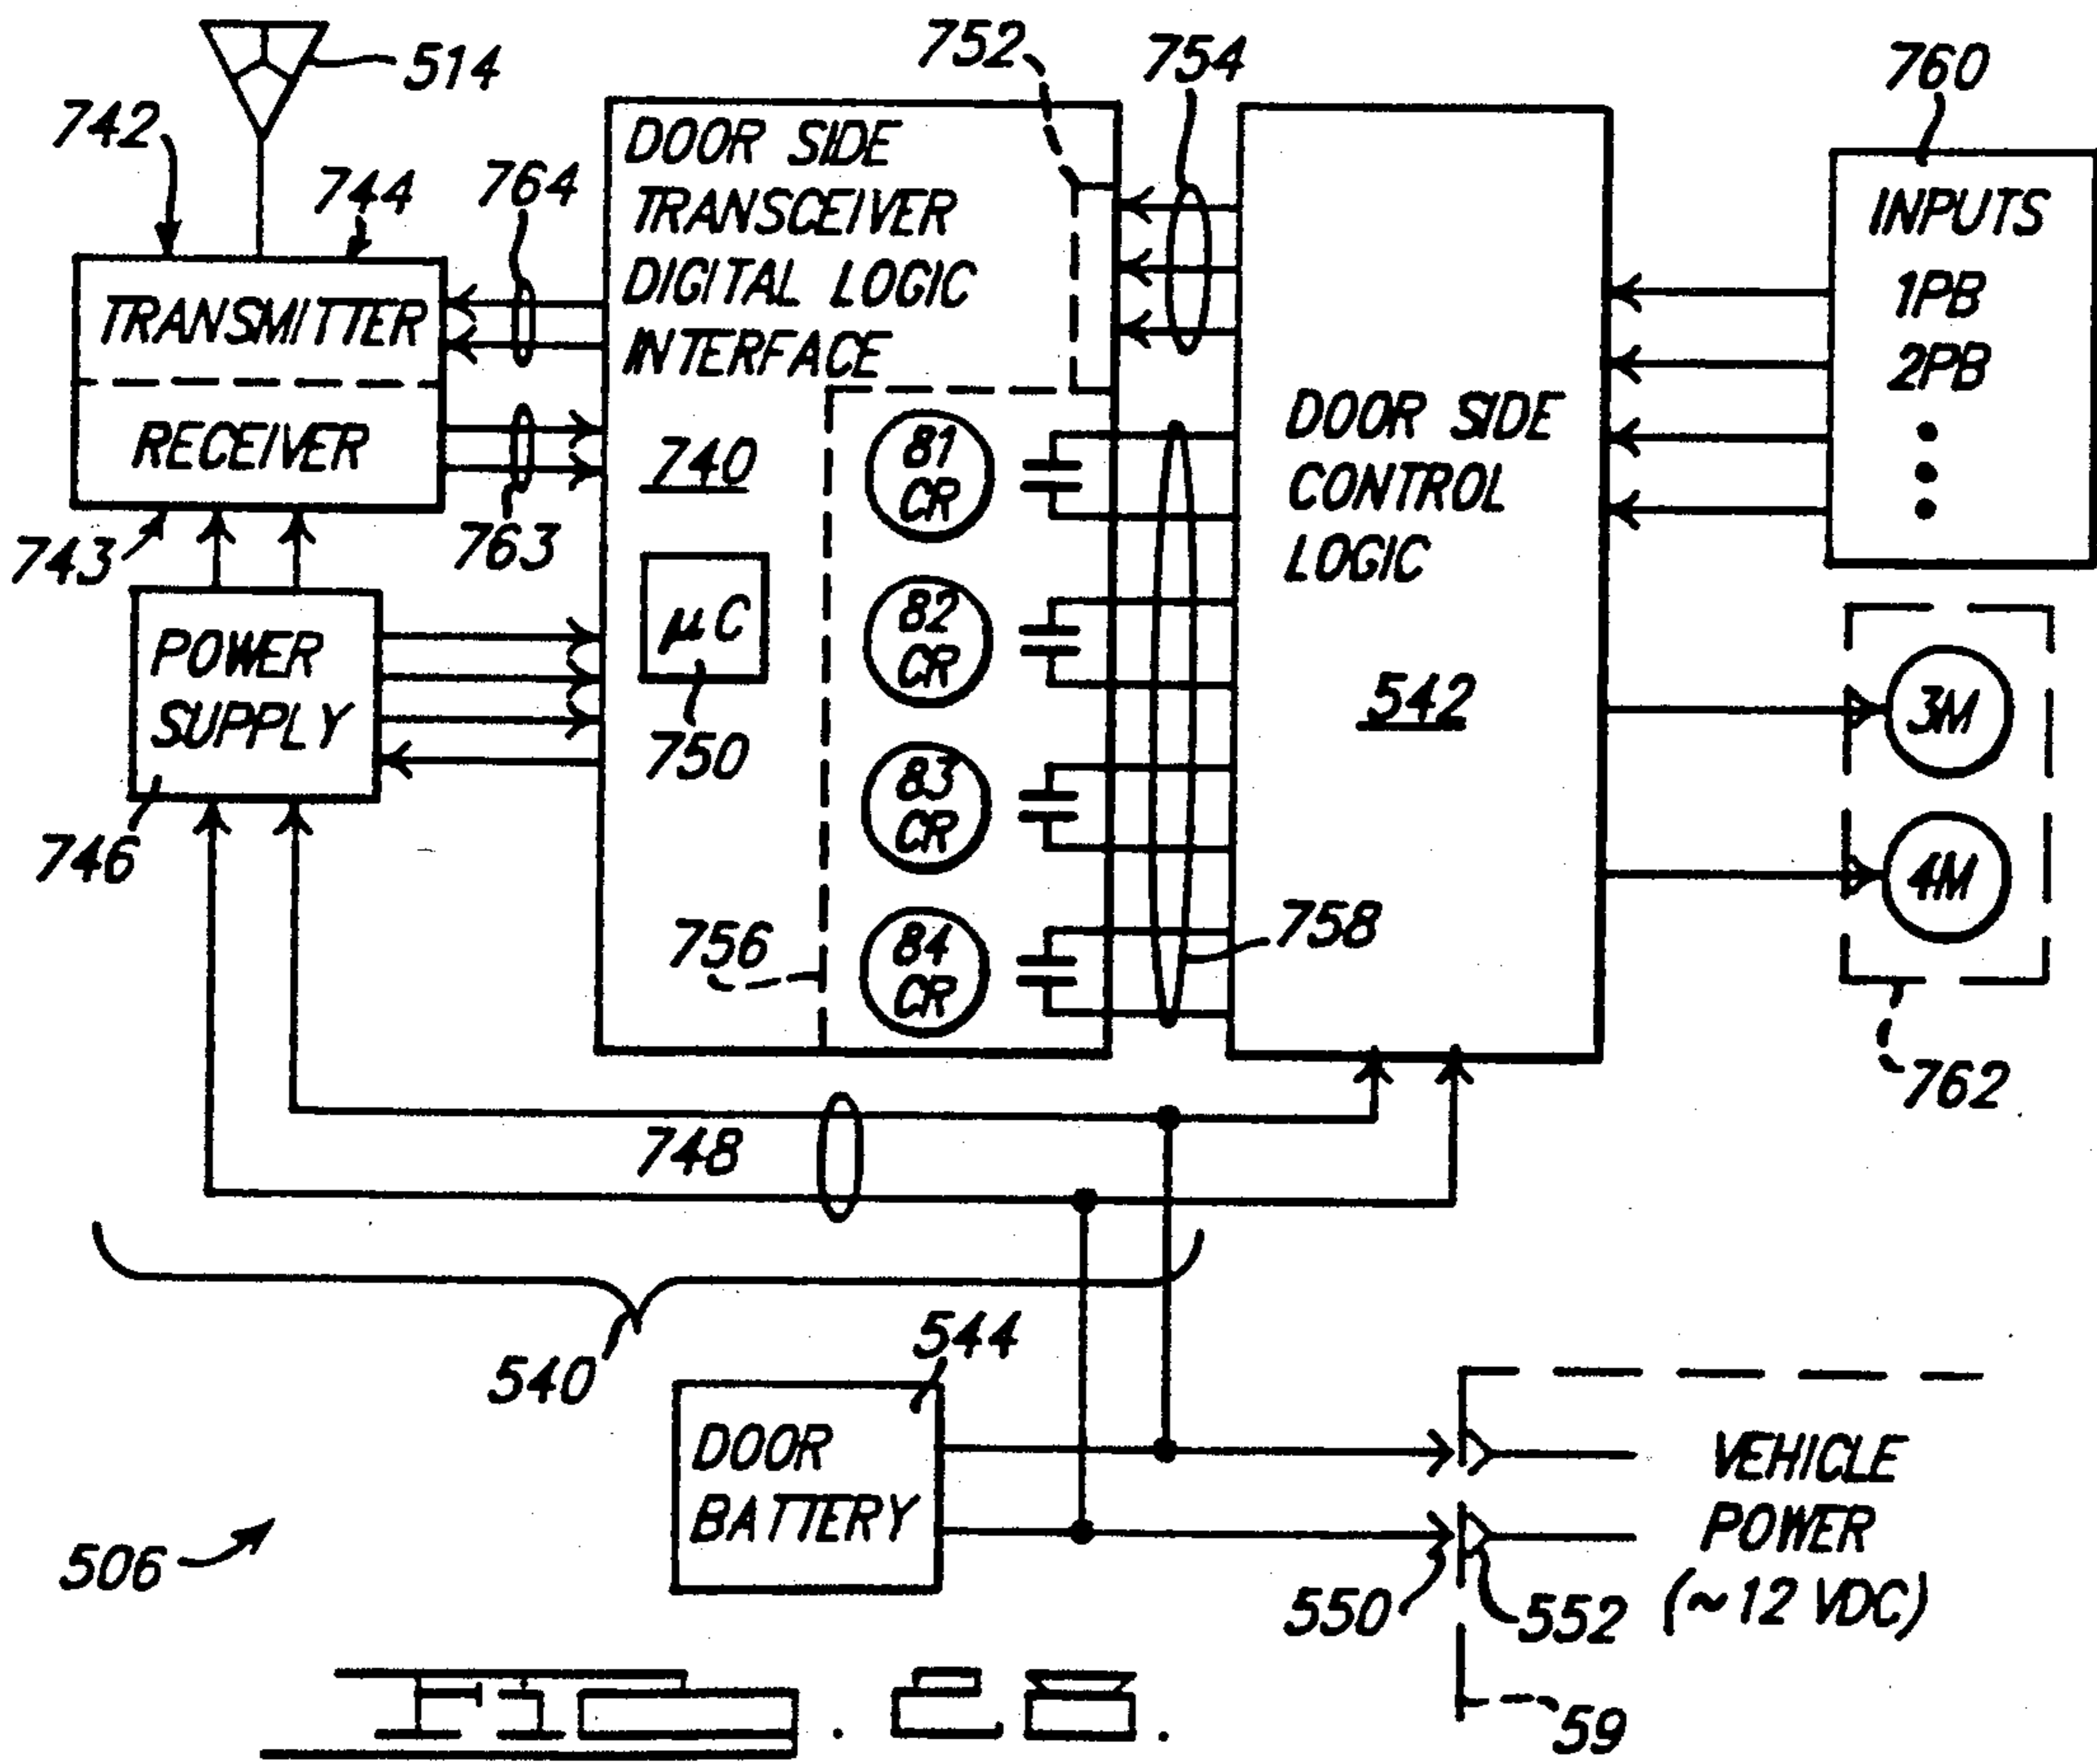 752
754
760
514
742
744
764
DOOR SIDE
TRANSCEIVER
DIGITAL LOGIC
INTERFACE
INPUTS
1PB
2PB
TRANSMITTER
RECEIVER
740
81
CR
DOOR SIDE
CONTROL
LOGIC
743
763
POWER
SUPPLY
μC
750
82
CR
542
3M
746
83
CR
4M
756
84
CR
758
762
748
540
544
DOOR
BATTERY
VEHICLE
POWER
(~12 VDC)
506
550
552
59
FIG. 28.